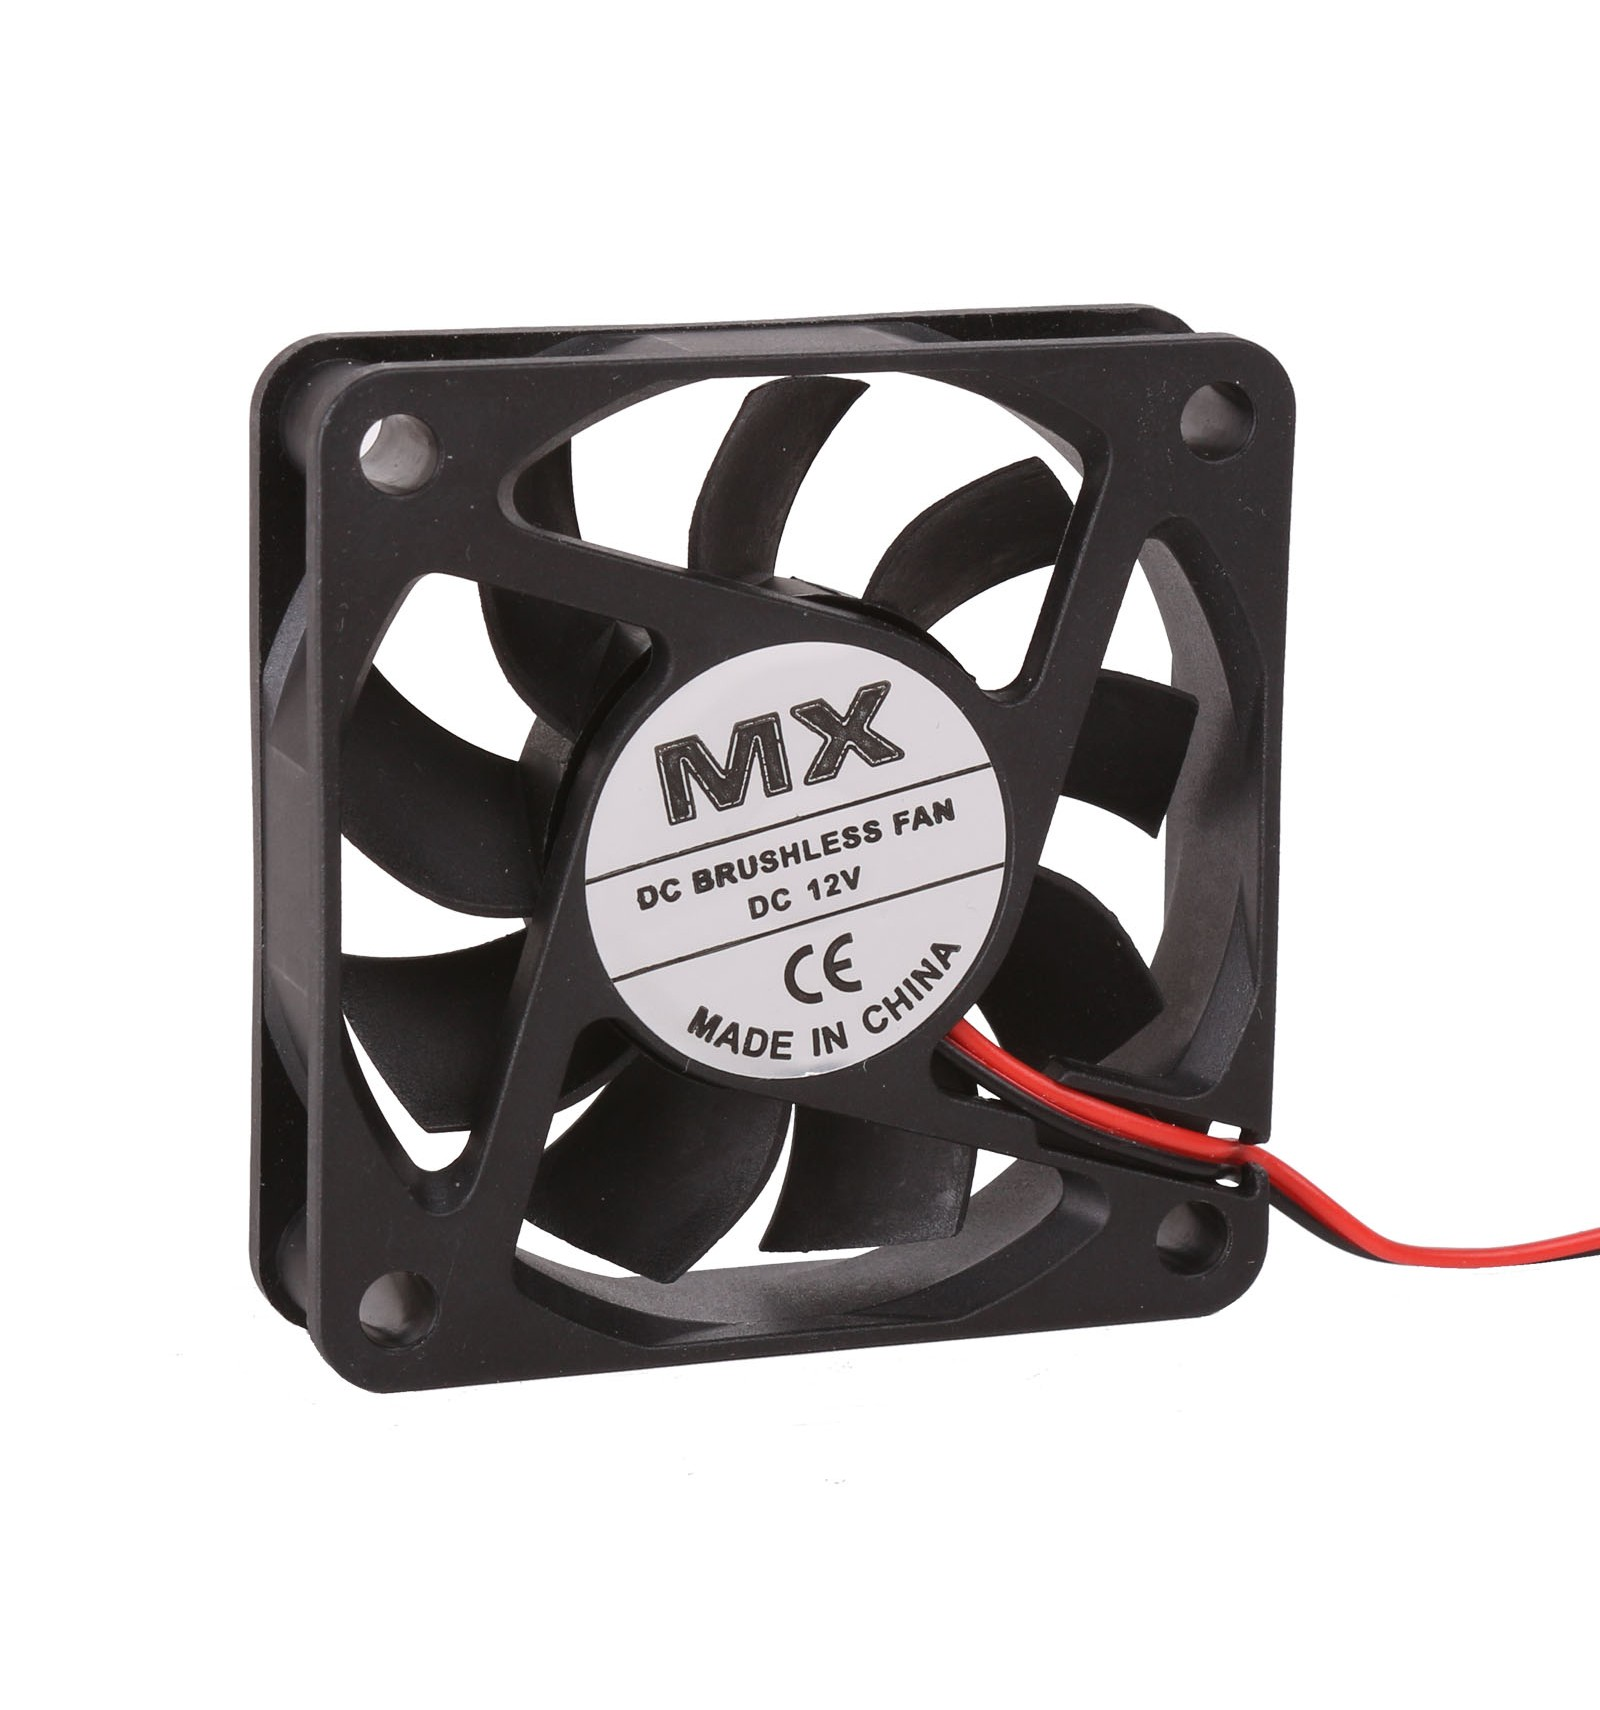 MX
DC BRUSHLESS FAN
DC 12V
CE
MADE IN CHINA